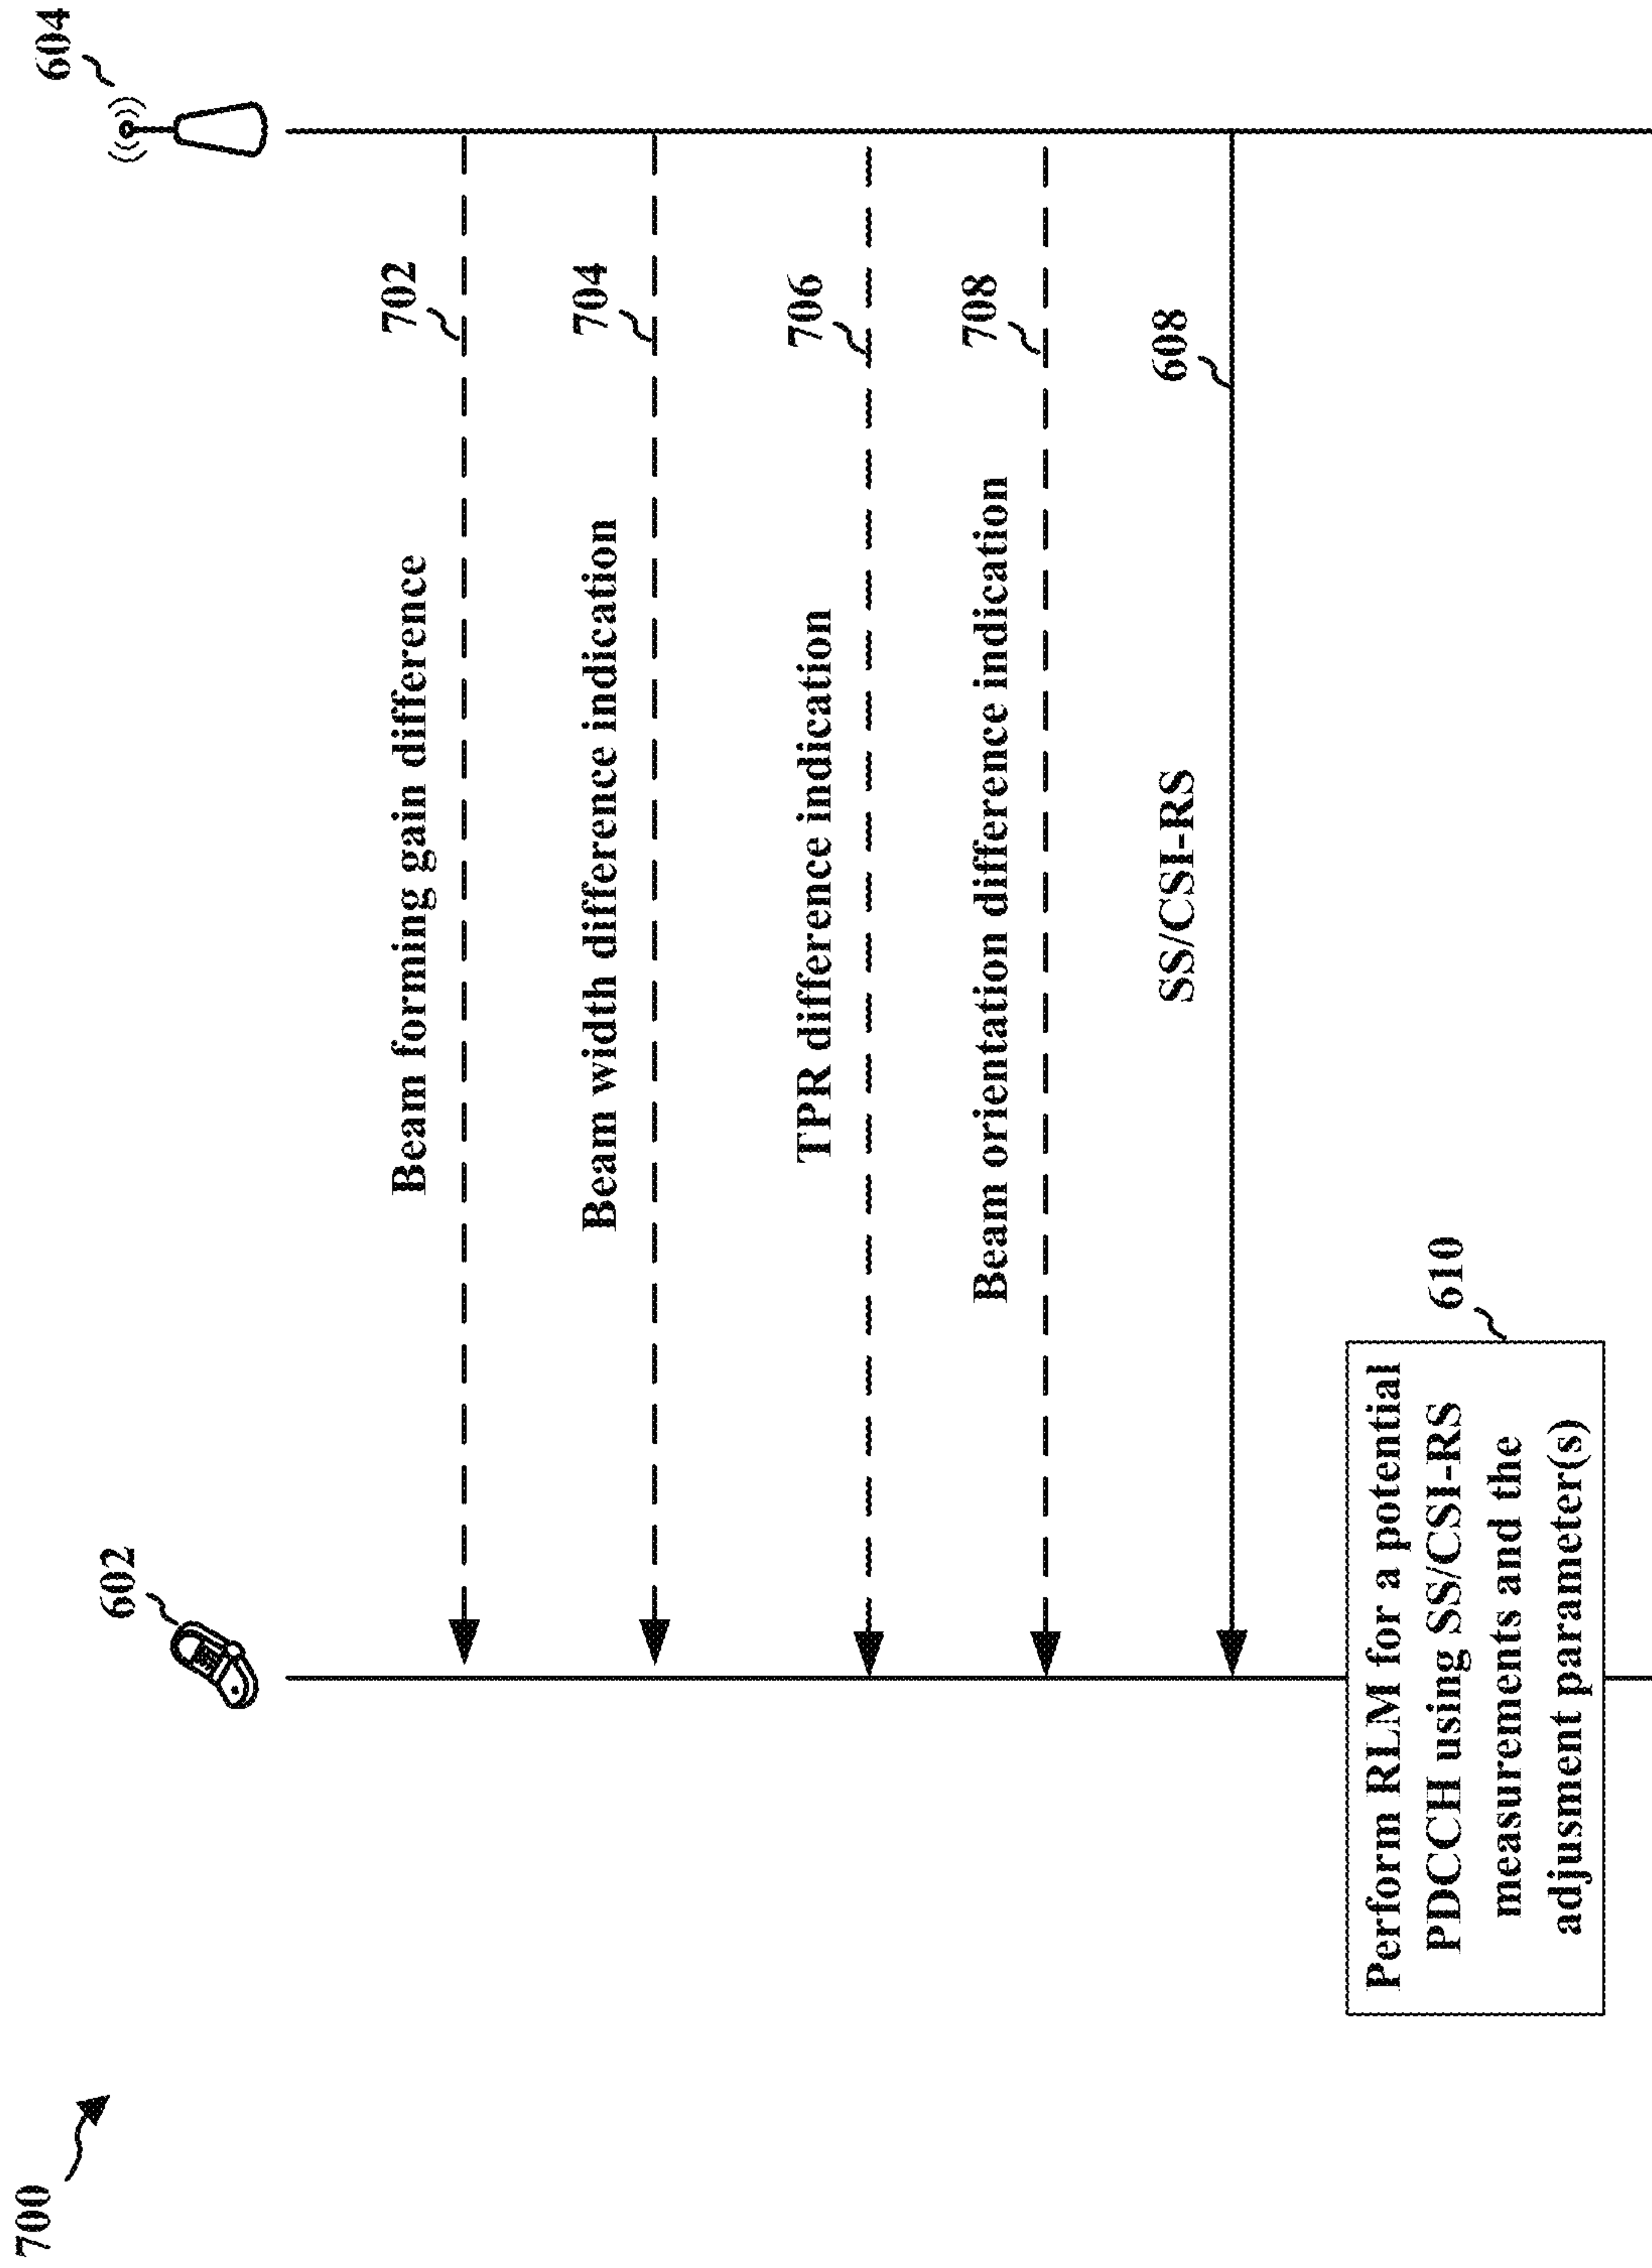 700
602
604
Beam forming gain difference
702
Beam width difference indication
704
TPR difference indication
706
Beam orientation difference indication
708
SS/CSI-RS
608
610
Perform RLM for a potential
PDCCH using SS/CSI-RS
measurements and the
adjusment parameter(s)